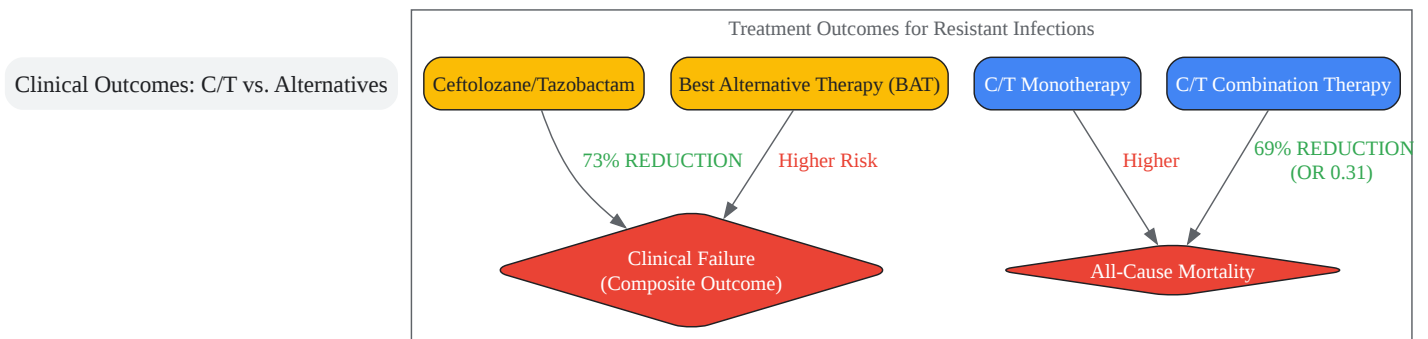 Treatment Outcomes for Resistant Infections
Clinical Outcomes: C/T vs. Alternatives
Ceftolozane/Tazobactam
Best Alternative Therapy (BAT)
C/T Monotherapy
C/T Combination Therapy
73% REDUCTION
Higher Risk
Higher
69% REDUCTION
(OR 0.31)
Clinical Failure
(Composite Outcome)
All-Cause Mortality